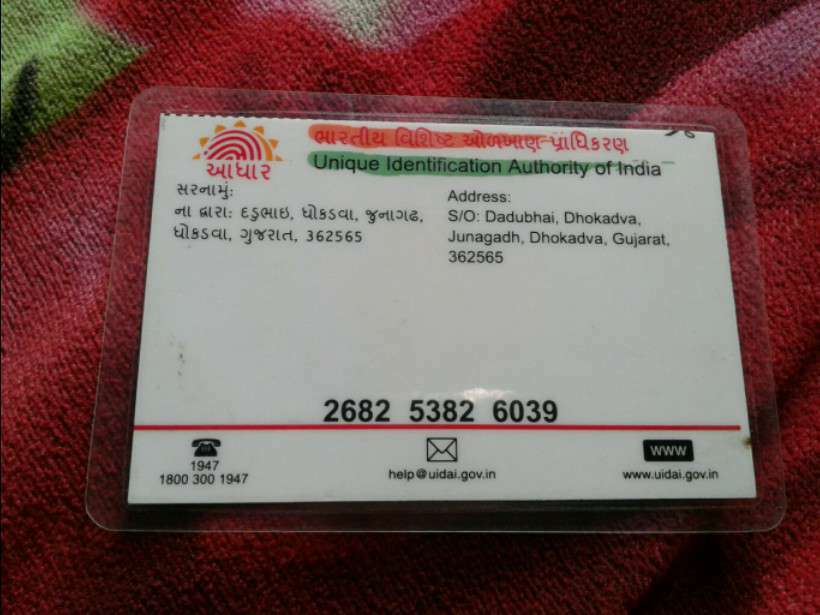 ભારતીય વિશિષ્ટ ઓળખાણ પ્રાધિકરણ
Unique Identification Authority of India
આધાર
સરનામું:
ના દ્વારા: દડુભાઇ, ધોકડવા, જુનાગઢ,
ધોકડવા, ગુજરાત, 362565
Address:
S/O: Dadubhai, Dhokadva,
Junagadh, Dhokadva, Gujarat,
362565
2682 5382 6039
1947
1800 300 1947
help@uidai.gov.in
WWW
www.uidai.gov.in